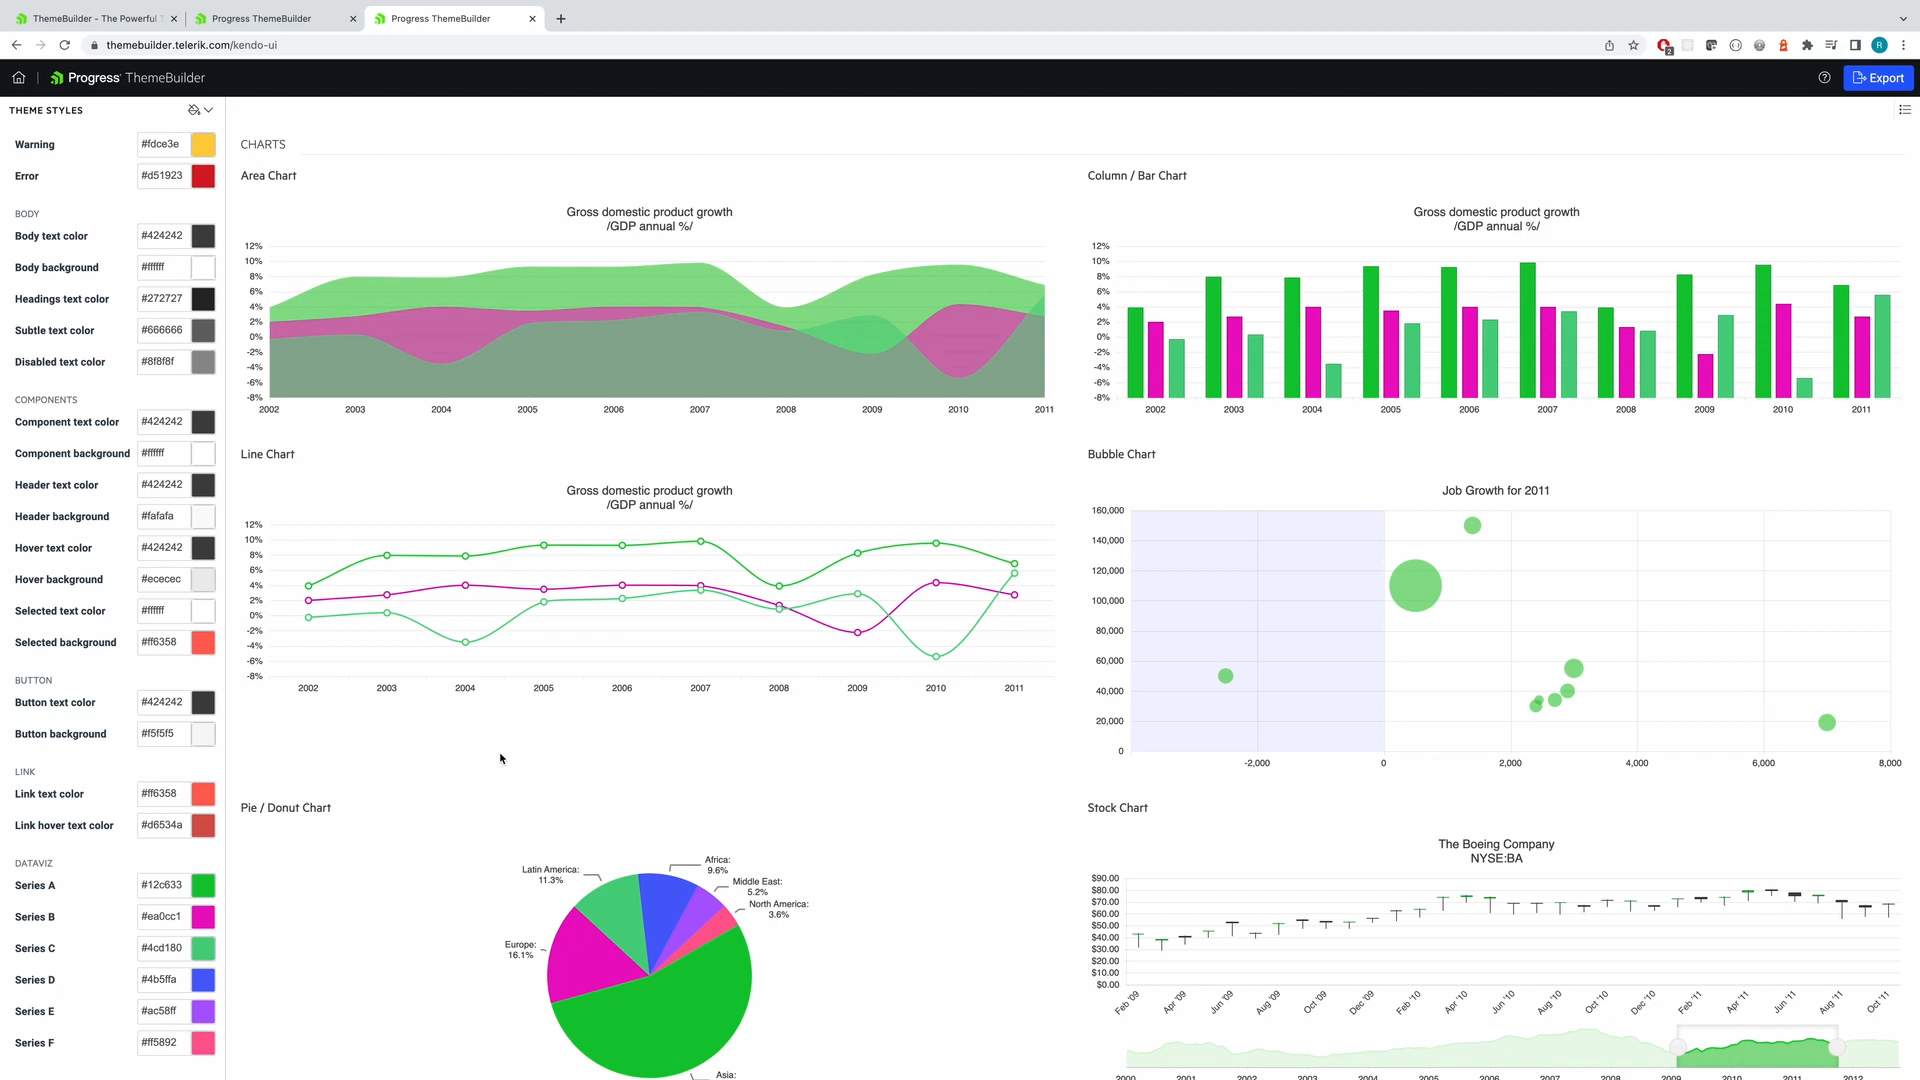 ThemeBuilder - The Powerful
Progress ThemeBuilder
Progress ThemeBuilder
themebuilder.telerik.com/kendo-ui
2
R
Progress ThemeBuilder
Export
THEME STYLES
Warning #fdce3e
Error #d51923
BODY
Body text color #424242
Body background #ffffff
Headings text color #272727
Subtle text color #666666
Disabled text color #8f8f8f
COMPONENTS
Component text color #424242
Component background #ffffff
Header text color #424242
Header background #fafafa
Hover text color #424242
Hover background #ececec
Selected text color #ffffff
Selected background #ff6358
BUTTON
Button text color #424242
Button background #f5f5f5
LINK
Link text color #ff6358
Link hover text color #d6534a
DATAVIZ
Series A #12c633
Series B #ea0cc1
Series C #4cd180
Series D #4b5ffa
Series E #ac58ff
Series F #ff5892
CHARTS
Area Chart
Gross domestic product growth
/GDP annual %/
12%
10%
8%
6%
4%
2%
0%
-2%
-4%
-6%
-8%
2002 2003 2004 2005 2006 2007 2008 2009 2010 2011
Column / Bar Chart
Gross domestic product growth
/GDP annual %/
12%
10%
8%
6%
4%
2%
0%
-2%
-4%
-6%
-8%
2002 2003 2004 2005 2006 2007 2008 2009 2010 2011
Line Chart
Gross domestic product growth
/GDP annual %/
12%
10%
8%
6%
4%
2%
0%
-2%
-4%
-6%
-8%
2002 2003 2004 2005 2006 2007 2008 2009 2010 2011
Bubble Chart
Job Growth for 2011
160,000
140,000
120,000
100,000
80,000
60,000
40,000
20,000
0
-2,000 0 2,000 4,000 6,000 8,000
Pie / Donut Chart
Africa:
9.6%
Latin America:
11.3%
Middle East:
5.2%
North America:
3.6%
Europe:
16.1%
Asia:
Stock Chart
The Boeing Company
NYSE:BA
$90.00
$80.00
$70.00
$60.00
$50.00
$40.00
$30.00
$20.00
$10.00
$0.00
Feb '09 Apr '09 Jun '09 Aug '09 Oct '09 Dec '09 Feb '10 Apr '10 Jun '10 Aug '10 Oct '10 Dec '10 Feb '11 Apr '11 Jun '11 Aug '11 Oct '11
2000 2001 2002 2003 2004 2005 2006 2007 2008 2009 2010 2011 2012